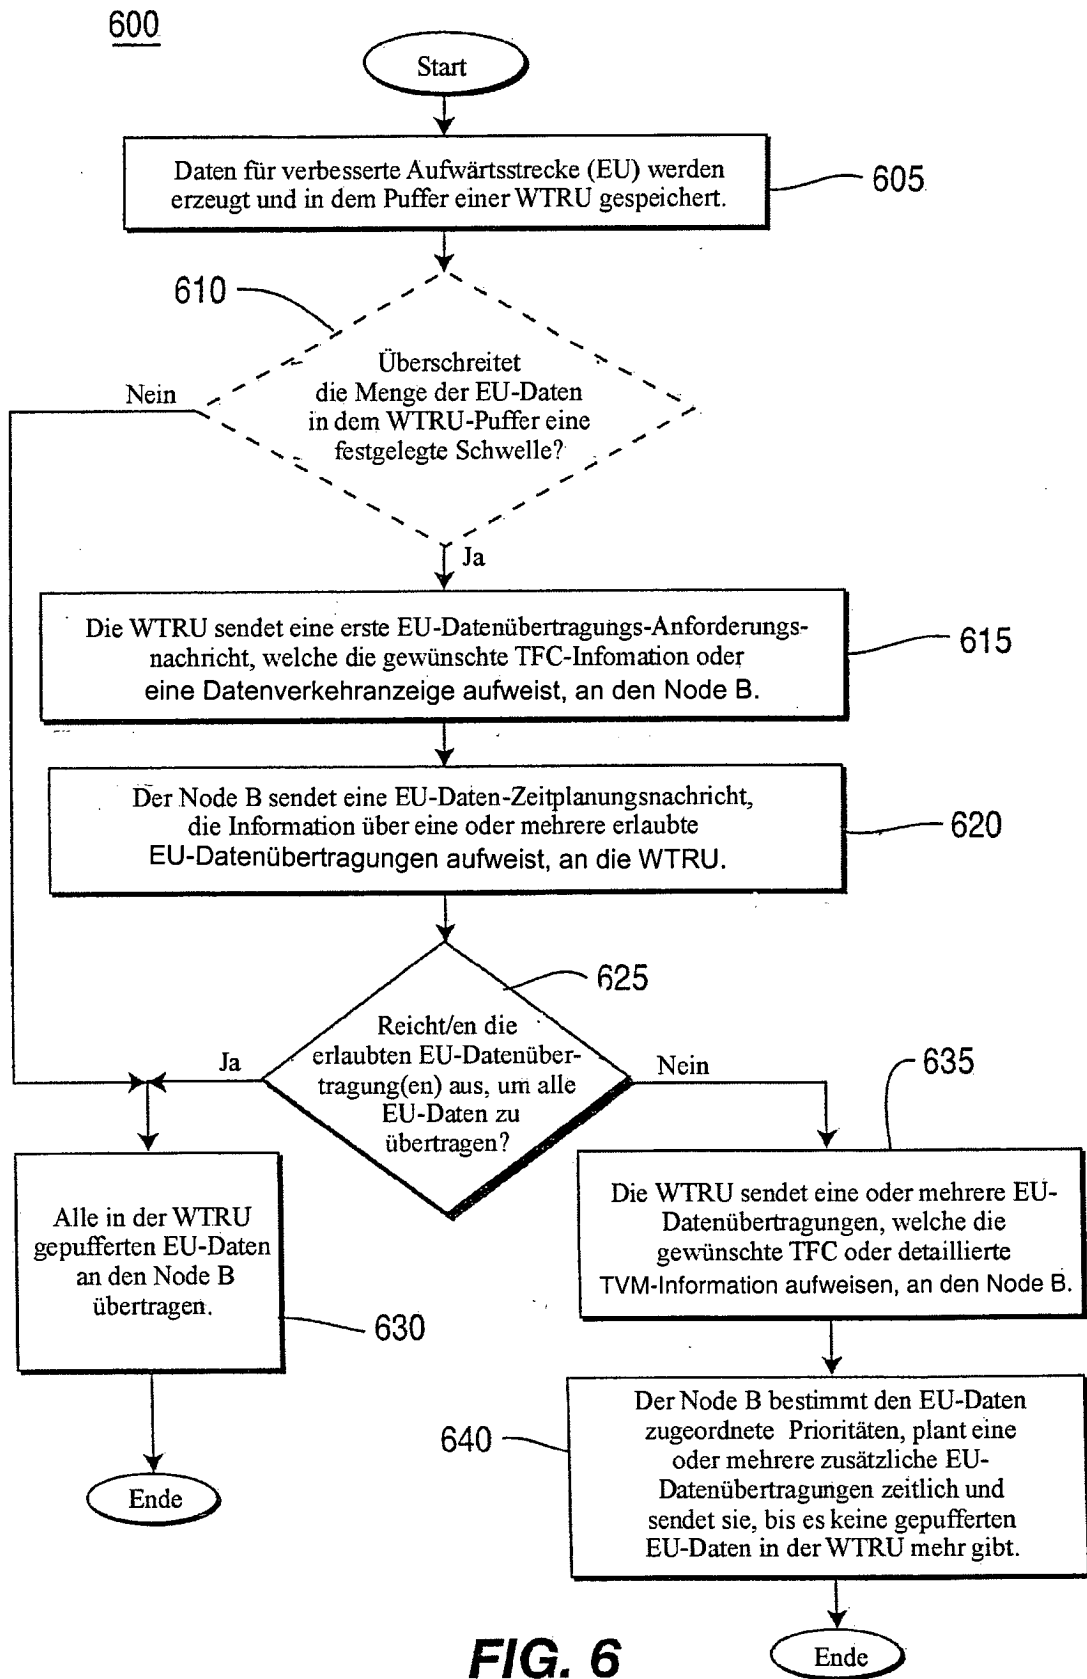 600
Start
Daten für verbesserte Aufwärtsstrecke (EU) werden
erzeugt und in dem Puffer einer WTRU gespeichert.
605
610
Überschreitet
die Menge der EU-Daten
in dem WTRU-Puffer eine
festgelegte Schwelle?
Nein
Ja
Die WTRU sendet eine erste EU-Datenübertragungs-Anforderungs-
nachricht, welche die gewünschte TFC-Infomation oder
eine Datenverkehranzeige aufweist, an den Node B.
615
Der Node B sendet eine EU-Daten-Zeitplanungsnachricht,
die Information über eine oder mehrere erlaubte
EU-Datenübertragungen aufweist, an die WTRU.
620
625
Reicht/en die
erlaubten EU-Datenüber-
tragung(en) aus, um alle
EU-Daten zu
übertragen?
Ja
Nein
635
Alle in der WTRU
gepufferten EU-Daten
an den Node B
übertragen.
630
Ende
Die WTRU sendet eine oder mehrere EU-
Datenübertragungen, welche die
gewünschte TFC oder detaillierte
TVM-Information aufweisen, an den Node B.
640
Der Node B bestimmt den EU-Daten
zugeordnete Prioritäten, plant eine
oder mehrere zusätzliche EU-
Datenübertragungen zeitlich und
sendet sie, bis es keine gepufferten
EU-Daten in der WTRU mehr gibt.
Ende
FIG. 6